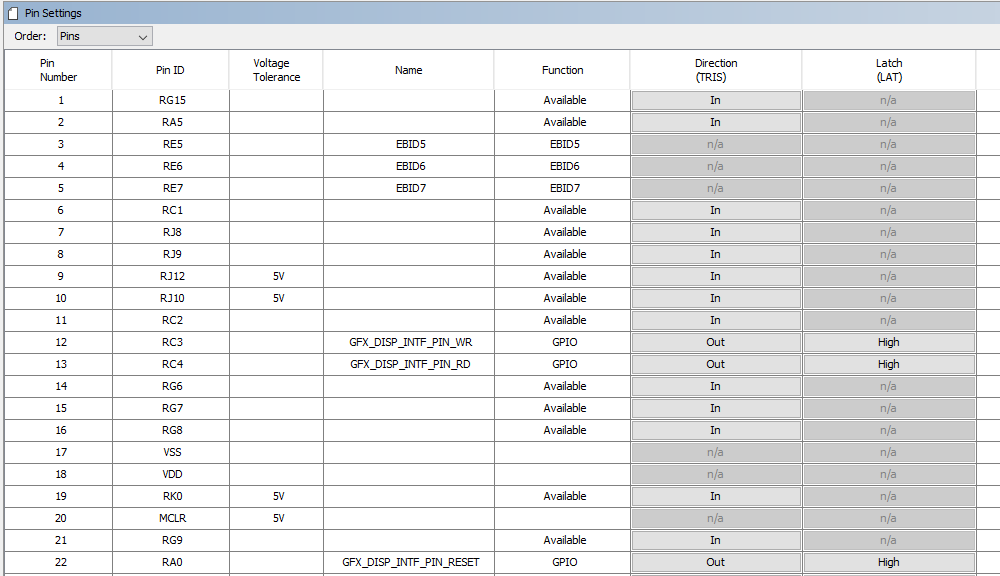 Pin Settings
Order: Pins
Pin Number Pin ID Voltage Tolerance Name Function Direction (TRIS) Latch (LAT)
1 RG15 Available In n/a
2 RA5 Available In n/a
3 RE5 EBID5 EBID5 n/a n/a
4 RE6 EBID6 EBID6 n/a n/a
5 RE7 EBID7 EBID7 n/a n/a
6 RC1 Available In n/a
7 RJ8 Available In n/a
8 RJ9 Available In n/a
9 RJ12 5V Available In n/a
10 RJ10 5V Available In n/a
11 RC2 Available In n/a
12 RC3 GFX_DISP_INTF_PIN_WR GPIO Out High
13 RC4 GFX_DISP_INTF_PIN_RD GPIO Out High
14 RG6 Available In n/a
15 RG7 Available In n/a
16 RG8 Available In n/a
17 VSS n/a n/a
18 VDD n/a n/a
19 RK0 5V Available In n/a
20 MCLR 5V n/a n/a
21 RG9 Available In n/a
22 RA0 GFX_DISP_INTF_PIN_RESET GPIO Out High